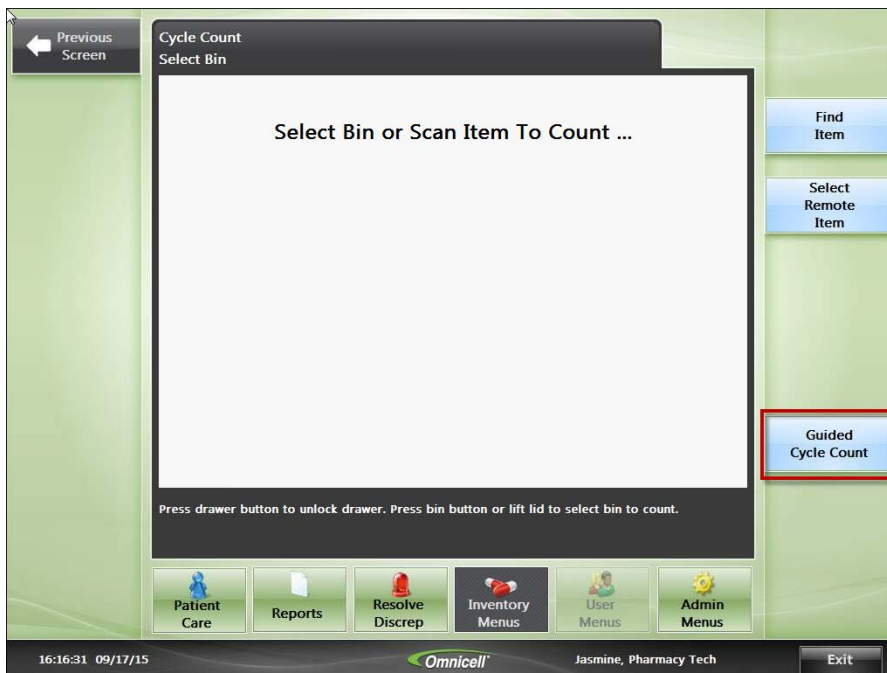 Previous
Screen
Cycle Count
Select Bin
Select Bin or Scan Item To Count ...
Find
Item
Select
Remote
Item
Guided
Cycle Count
Press drawer button to unlock drawer. Press bin button or lift lid to select bin to count.
Patient
Care
Reports
Resolve
Discrep
Inventory
Menus
User
Menus
Admin
Menus
16:16:31 09/17/15
Omnicell
Jasmine, Pharmacy Tech
Exit